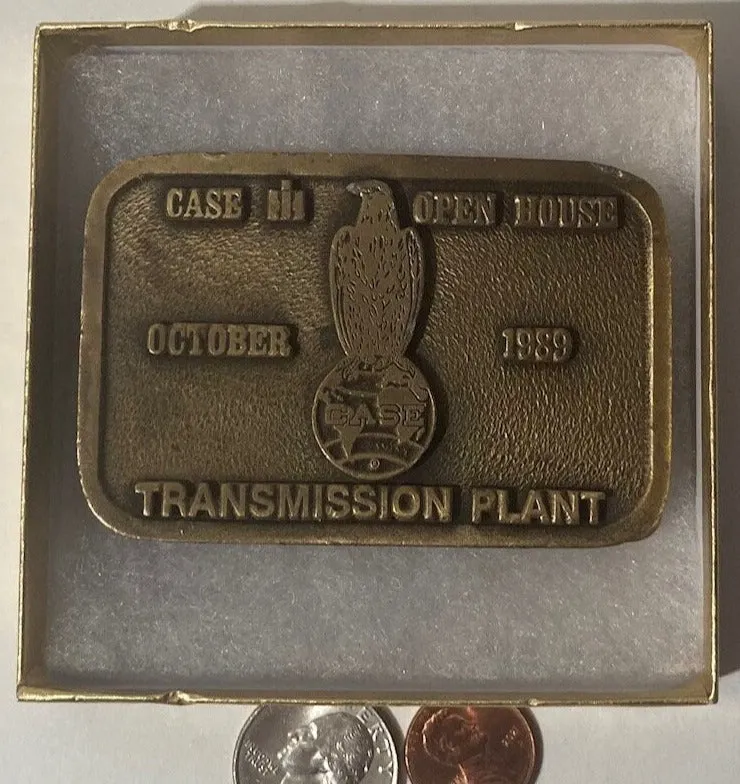 CASE IH OPEN HOUSE
OCTOBER 1989
CASE
®
TRANSMISSION PLANT